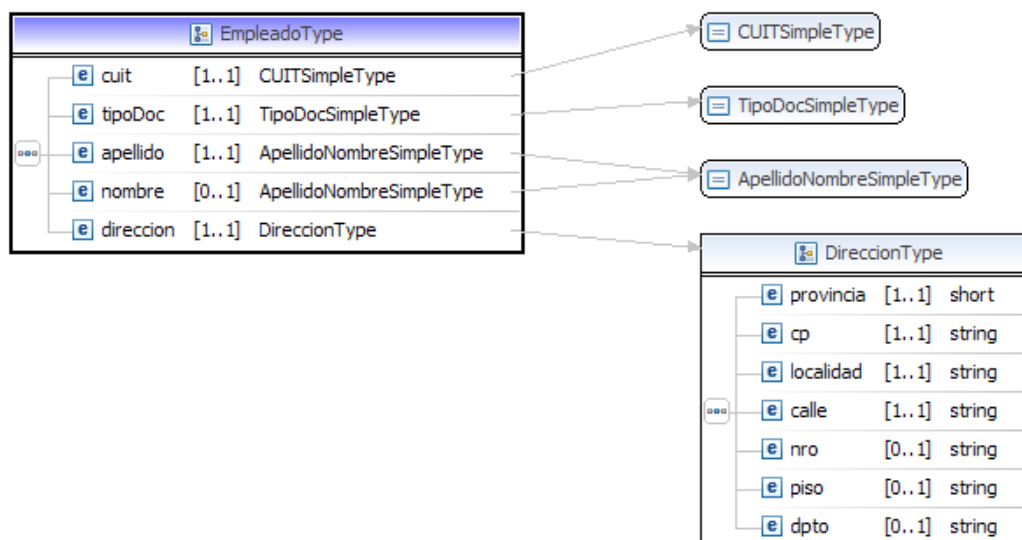 EmpleadoType
e cuit [1..1] CUITSimpleType
e tipoDoc [1..1] TipoDocSimpleType
e apellido [1..1] ApellidoNombreSimpleType
e nombre [0..1] ApellidoNombreSimpleType
e direccion [1..1] DireccionType
CUITSimpleType
TipoDocSimpleType
ApellidoNombreSimpleType
DireccionType
e provincia [1..1] short
e cp [1..1] string
e localidad [1..1] string
e calle [1..1] string
e nro [0..1] string
e piso [0..1] string
e dpto [0..1] string